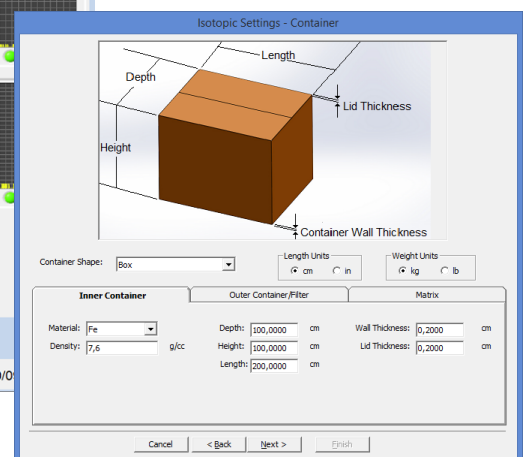 Isotopic Settings - Container
Length
Depth
Lid Thickness
Height
Container Wall Thickness
Container Shape: Box
Length Units
cm in
Weight Units
kg lb
Inner Container
Outer Container/Filter
Matrix
Material: Fe
Depth: 100,0000 cm
Wall Thickness: 0,2000 cm
Density: 7,6 g/cc
Height: 100,0000 cm
Lid Thickness: 0,2000 cm
Length: 200,0000 cm
Cancel
< Back
Next >
Finish